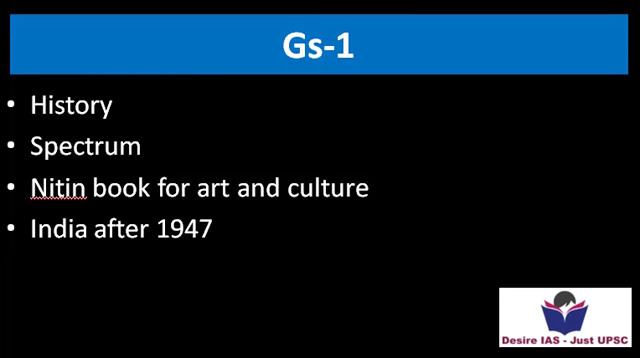 Gs-1
• History
• Spectrum
• Nitin book for art and culture
• India after 1947
Desire IAS - Just UPSC